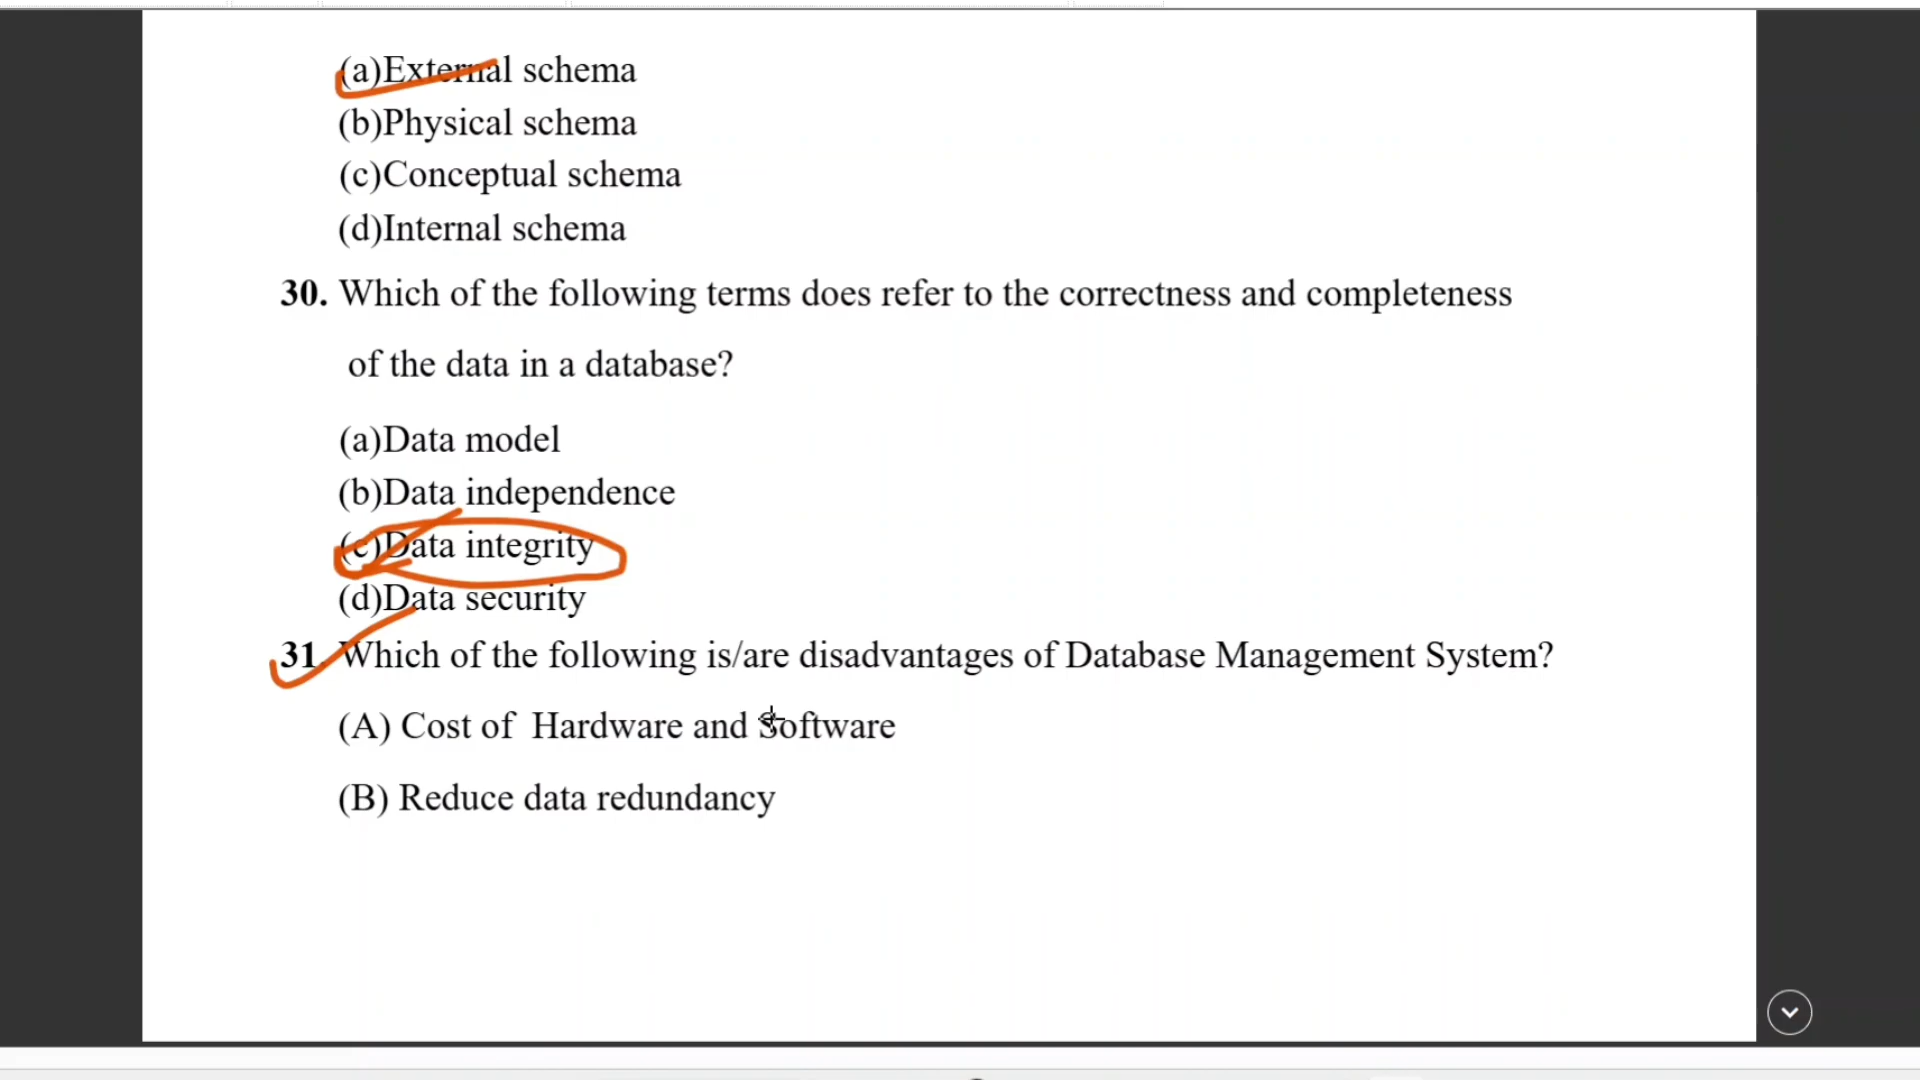 (a)External schema
(b)Physical schema
(c)Conceptual schema
(d)Internal schema
30. Which of the following terms does refer to the correctness and completeness
of the data in a database?
(a)Data model
(b)Data independence
(c)Data integrity
(d)Data security
31. Which of the following is/are disadvantages of Database Management System?
(A) Cost of Hardware and Software
(B) Reduce data redundancy